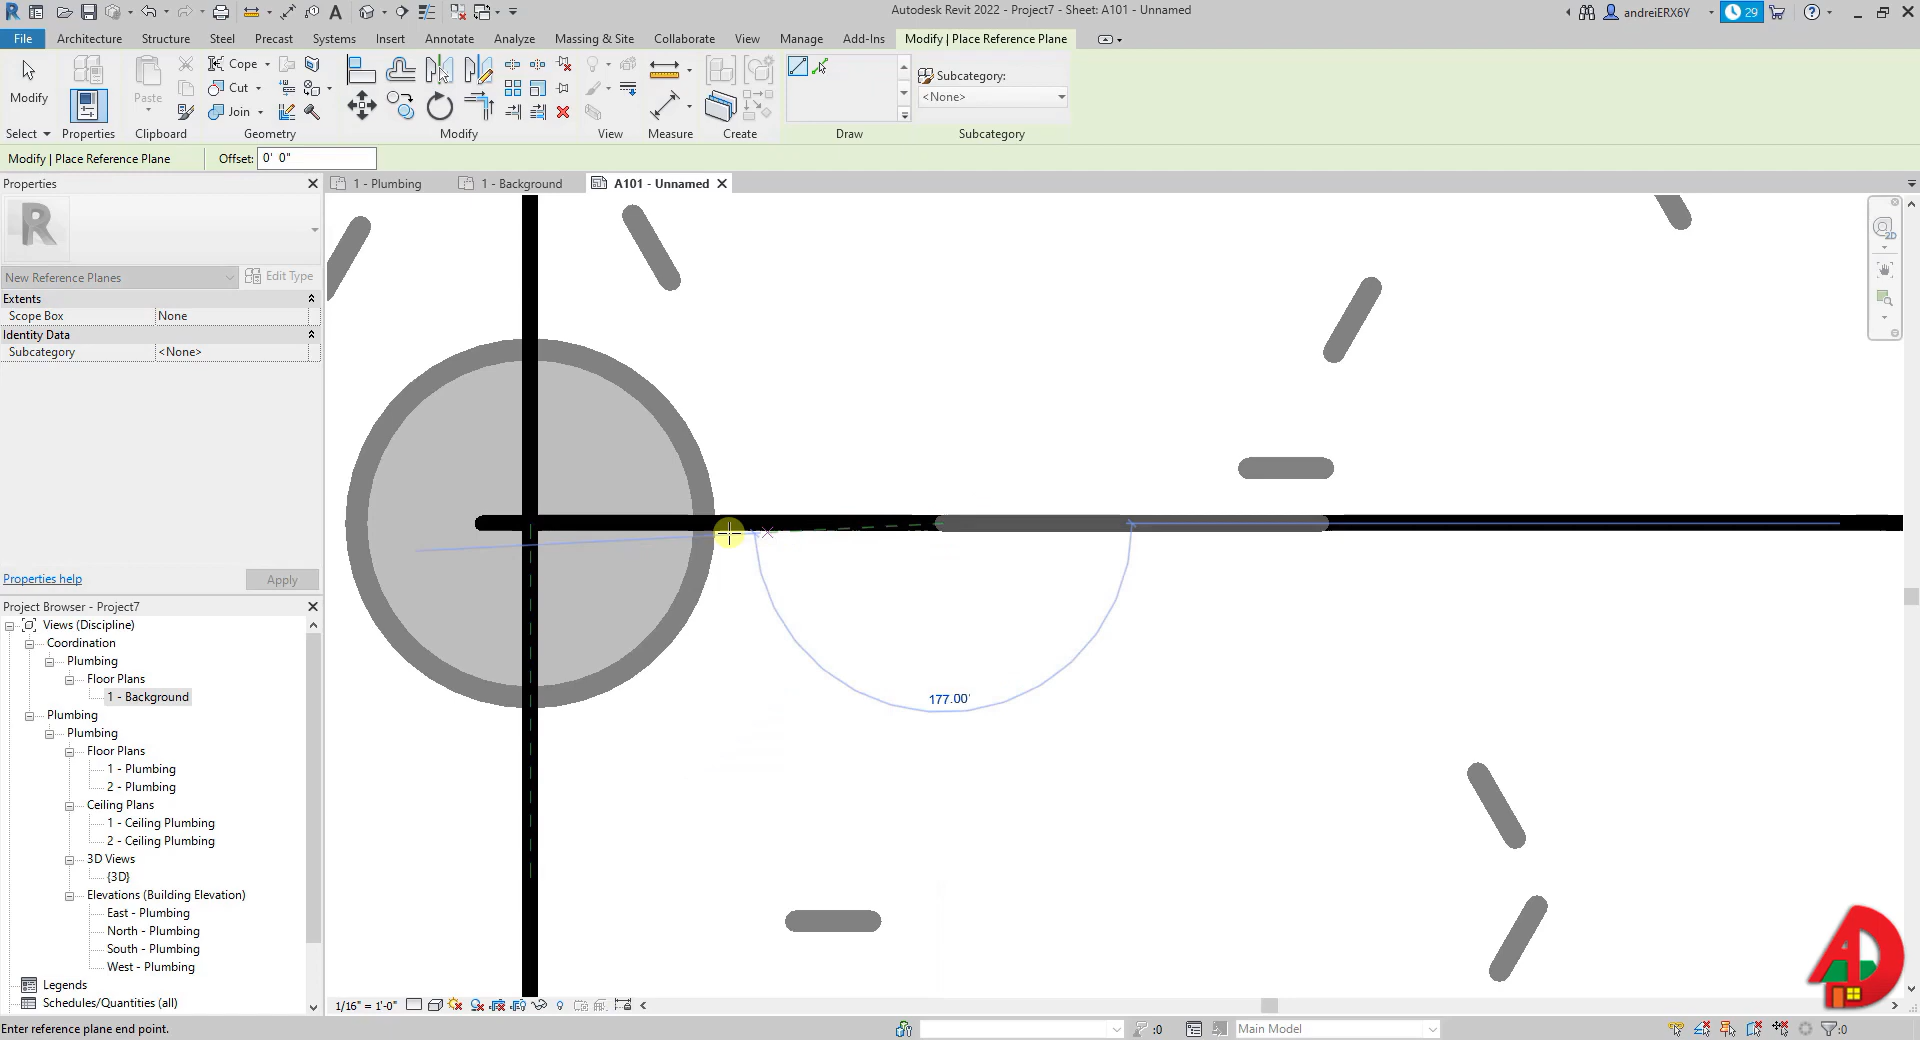 Autodesk Revit 2022 - Project7 - Sheet: A101 - Unnamed
andreiERX6Y
29
File
Architecture
Structure
Steel
Precast
Systems
Insert
Annotate
Analyze
Massing & Site
Collaborate
View
Manage
Add-Ins
Modify | Place Reference Plane
Modify
Select
Properties
Paste
Clipboard
Cope
Cut
Join
Geometry
Modify
View
Measure
Create
Draw
Subcategory:
<None>
Subcategory
Modify | Place Reference Plane
Offset:
0' 0"
Properties
1 - Plumbing
1 - Background
A101 - Unnamed
New Reference Planes
Edit Type
Extents
Scope Box
None
Identity Data
Subcategory
<None>
2D
Properties help
Apply
Project Browser - Project7
Views (Discipline)
Coordination
Plumbing
Floor Plans
1 - Background
Plumbing
Plumbing
Floor Plans
1 - Plumbing
2 - Plumbing
Ceiling Plans
1 - Ceiling Plumbing
2 - Ceiling Plumbing
3D Views
{3D}
Elevations (Building Elevation)
East - Plumbing
North - Plumbing
South - Plumbing
West - Plumbing
Legends
Schedules/Quantities (all)
177.00'
1/16" = 1'-0"
Enter reference plane end point.
:0
Main Model
:0